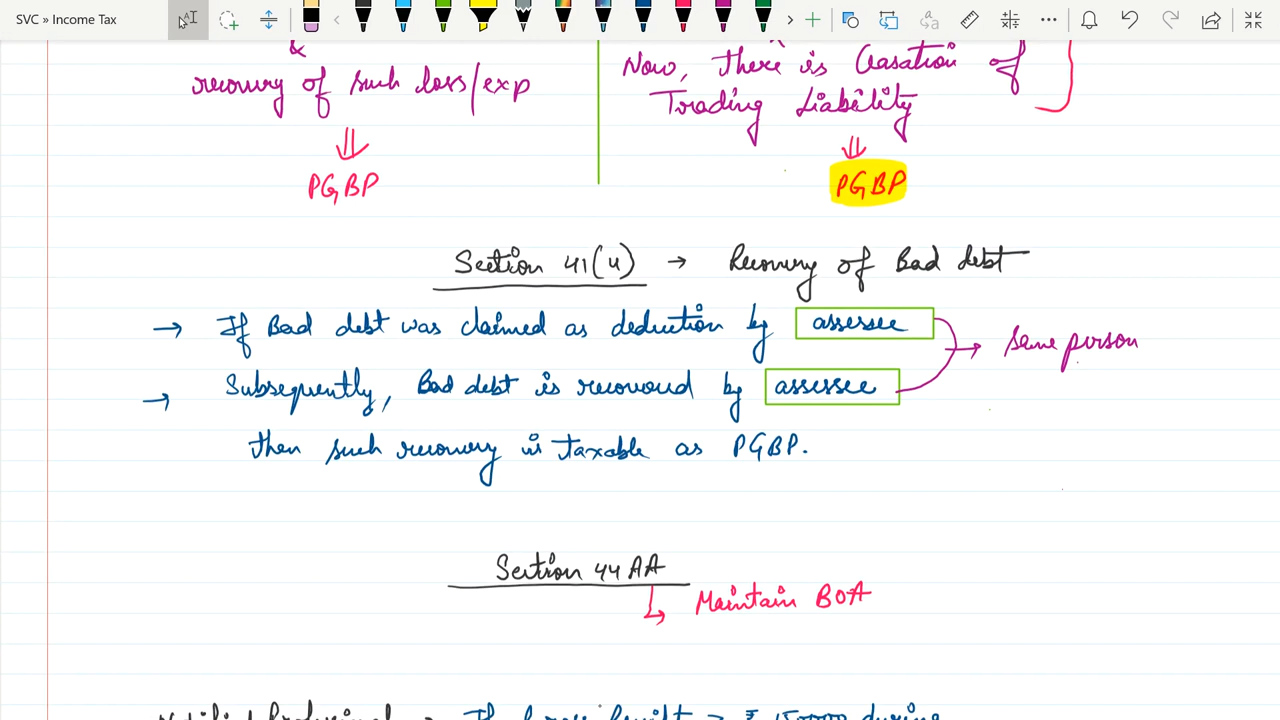 SVC » Income Tax
&
recovery of such loss/exp
PGBP
Now, There is Ceasation of
Trading Liability
PGBP
Section 41(4) → Recovery of Bad debt
→ If Bad debt was claimed as deduction by assessee
→ Same person
→ Subsequently, Bad debt is recovered by assessee
then such recovery is taxable as PGBP.
Section 44AA
Maintain BOA